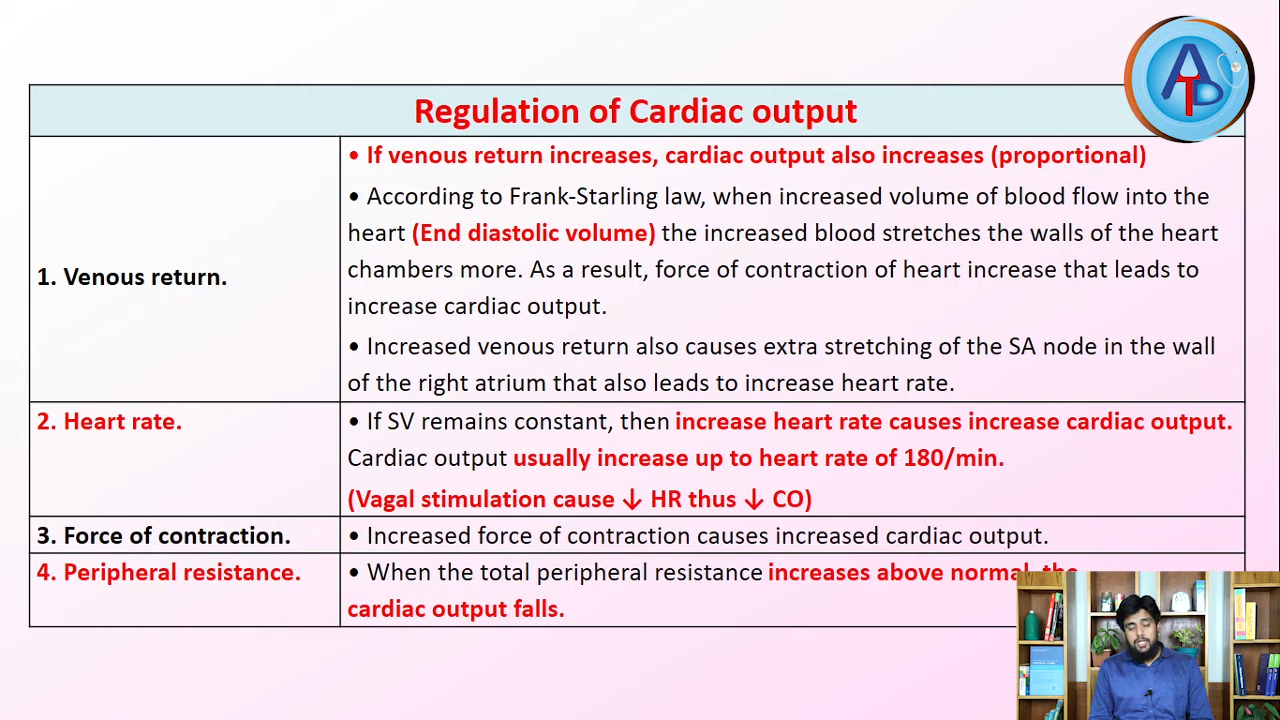 ATB
Regulation of Cardiac output
1. Venous return.
• If venous return increases, cardiac output also increases (proportional)
• According to Frank-Starling law, when increased volume of blood flow into the
heart (End diastolic volume) the increased blood stretches the walls of the heart
chambers more. As a result, force of contraction of heart increase that leads to
increase cardiac output.
• Increased venous return also causes extra stretching of the SA node in the wall
of the right atrium that also leads to increase heart rate.
2. Heart rate.
• If SV remains constant, then increase heart rate causes increase cardiac output.
Cardiac output usually increase up to heart rate of 180/min.
(Vagal stimulation cause ↓ HR thus ↓ CO)
3. Force of contraction.
• Increased force of contraction causes increased cardiac output.
4. Peripheral resistance.
• When the total peripheral resistance increases above normal, the
cardiac output falls.